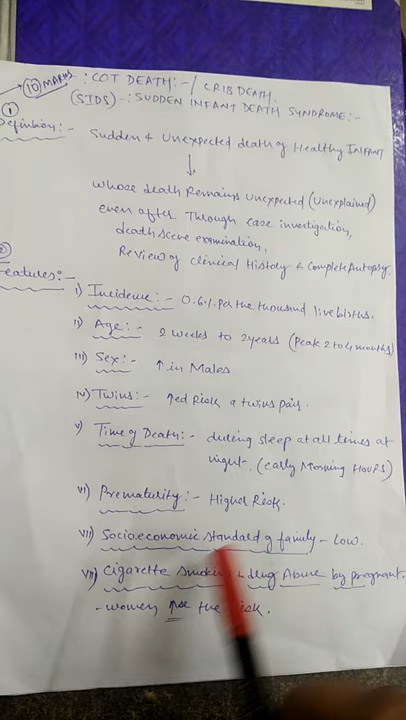 10 MARKS : COT DEATH:- / CRIB DEATH.
(SIDS) -: SUDDEN INFANT DEATH SYNDROME:-
①
Definition:- Sudden & Unexpected death of Healthy INFANT
↓
whose death Remains Unexpected (Unexplained)
even after Through case investigation,
death scene examination,
Review of clinical History & Complete Autopsy.
②
Features:-
i) Incidence:- 0.6%. Per the thousand live births.
ii) Age:- 2 weeks to 2 years (Peak 2 to 4 months)
iii) Sex:- ↑ in Males
iv) Twins:- ↑ed Risk twins pair.
v) Time of Death:- during sleep at all times at
night. (early Morning HOURS)
vi) Prematurity:- Higher Risk.
vii) Socioeconomic standard of family - Low.
Cigarette Smoking & drug Abuse by pregnant
- women ↑se the Risk.